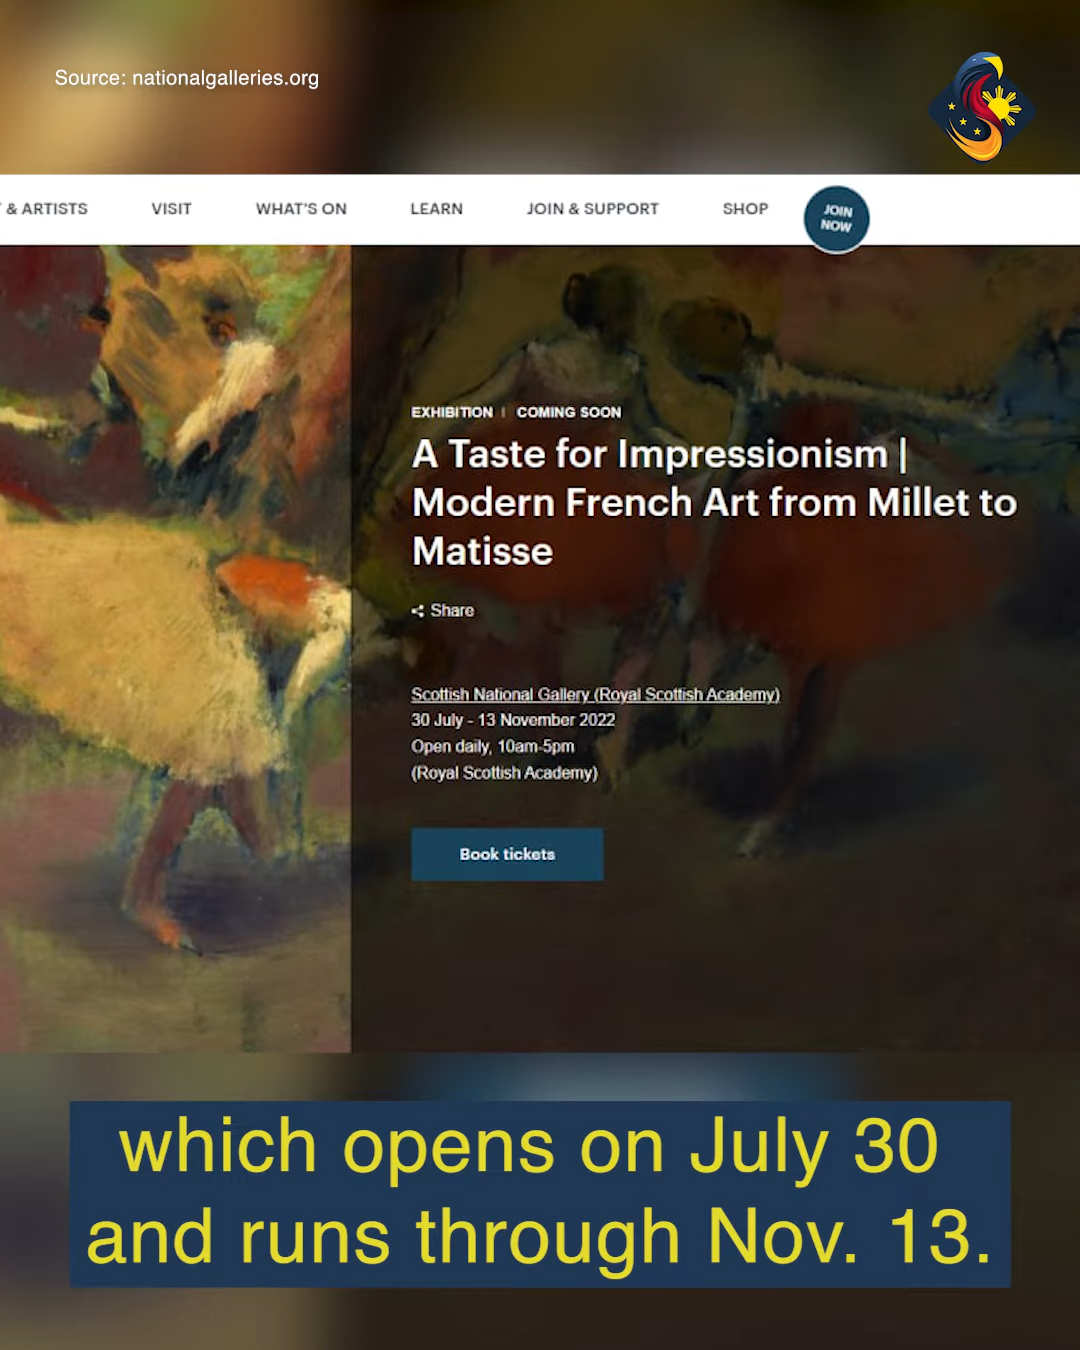 Source: nationalgalleries.org
& ARTISTS VISIT WHAT'S ON LEARN JOIN & SUPPORT SHOP JOIN NOW
EXHIBITION | COMING SOON
A Taste for Impressionism |
Modern French Art from Millet to
Matisse
Share
Scottish National Gallery (Royal Scottish Academy)
30 July - 13 November 2022
Open daily, 10am-5pm
(Royal Scottish Academy)
Book tickets
which opens on July 30
and runs through Nov. 13.